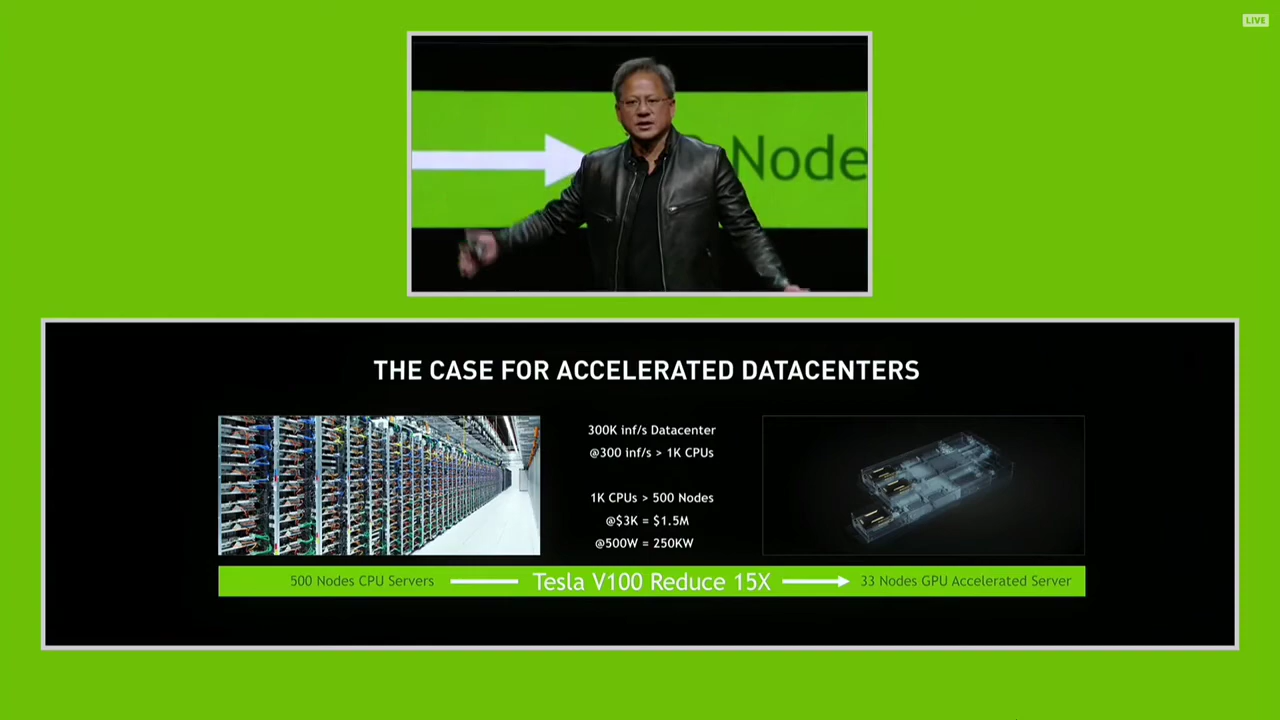 LIVE
Node
THE CASE FOR ACCELERATED DATACENTERS
300K inf/s Datacenter
@300 inf/s > 1K CPUs
1K CPUs > 500 Nodes
@$3K = $1.5M
@500W = 250KW
500 Nodes CPU Servers
Tesla V100 Reduce 15X
33 Nodes GPU Accelerated Server